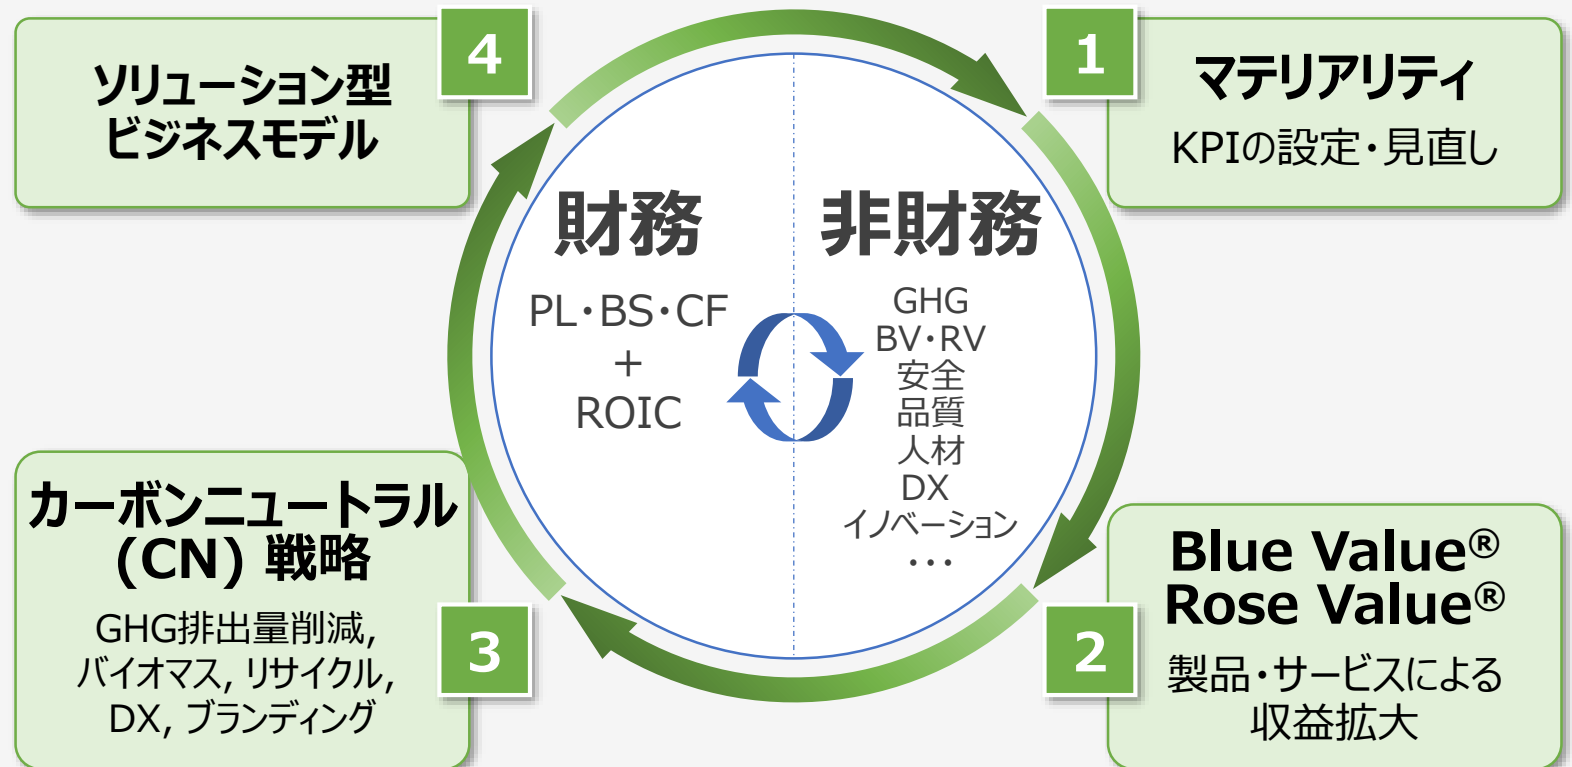 4
ソリューション型
ビジネスモデル
1
マテリアリティ
KPIの設定・見直し
財務
PL・BS・CF
+
ROIC
非財務
GHG
BV・RV
安全
品質
人材
DX
イノベーション
・・・
カーボンニュートラル
(CN) 戦略
GHG排出量削減,
バイオマス, リサイクル,
DX, ブランディング
3
2
Blue Value®
Rose Value®
製品・サービスによる
収益拡大